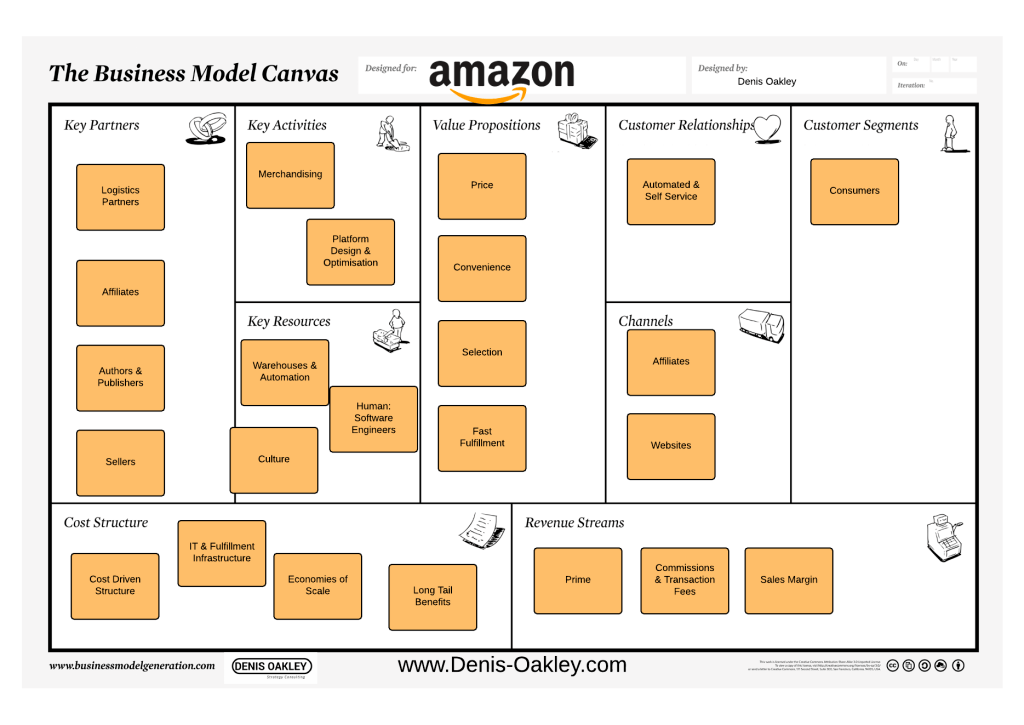 The Business Model Canvas
Designed for:
amazon
Designed by:
Denis Oakley
On:
Iteration:
Key Partners
Logistics
Partners
Affiliates
Authors &
Publishers
Sellers
Key Activities
Merchandising
Platform
Design &
Optimisation
Key Resources
Warehouses &
Automation
Human:
Software
Engineers
Culture
Value Propositions
Price
Convenience
Selection
Fast
Fulfillment
Customer Relationships
Automated &
Self Service
Channels
Affiliates
Websites
Customer Segments
Consumers
Cost Structure
Cost Driven
Structure
IT & Fulfillment
Infrastructure
Economies of
Scale
Long Tail
Benefits
Revenue Streams
Prime
Commissions
& Transaction
Fees
Sales Margin
www.businessmodelgeneration.com
DENIS OAKLEY
Strategy Consulting
www.Denis-Oakley.com